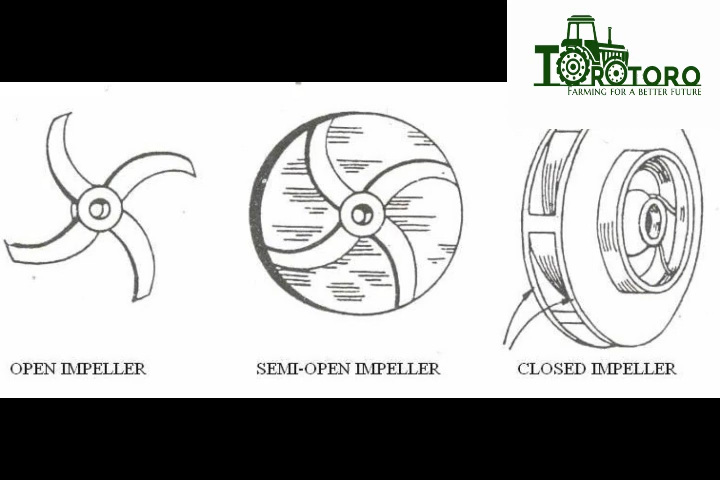 TOROTORO
FARMING FOR A BETTER FUTURE
OPEN IMPELLER
SEMI-OPEN IMPELLER
CLOSED IMPELLER